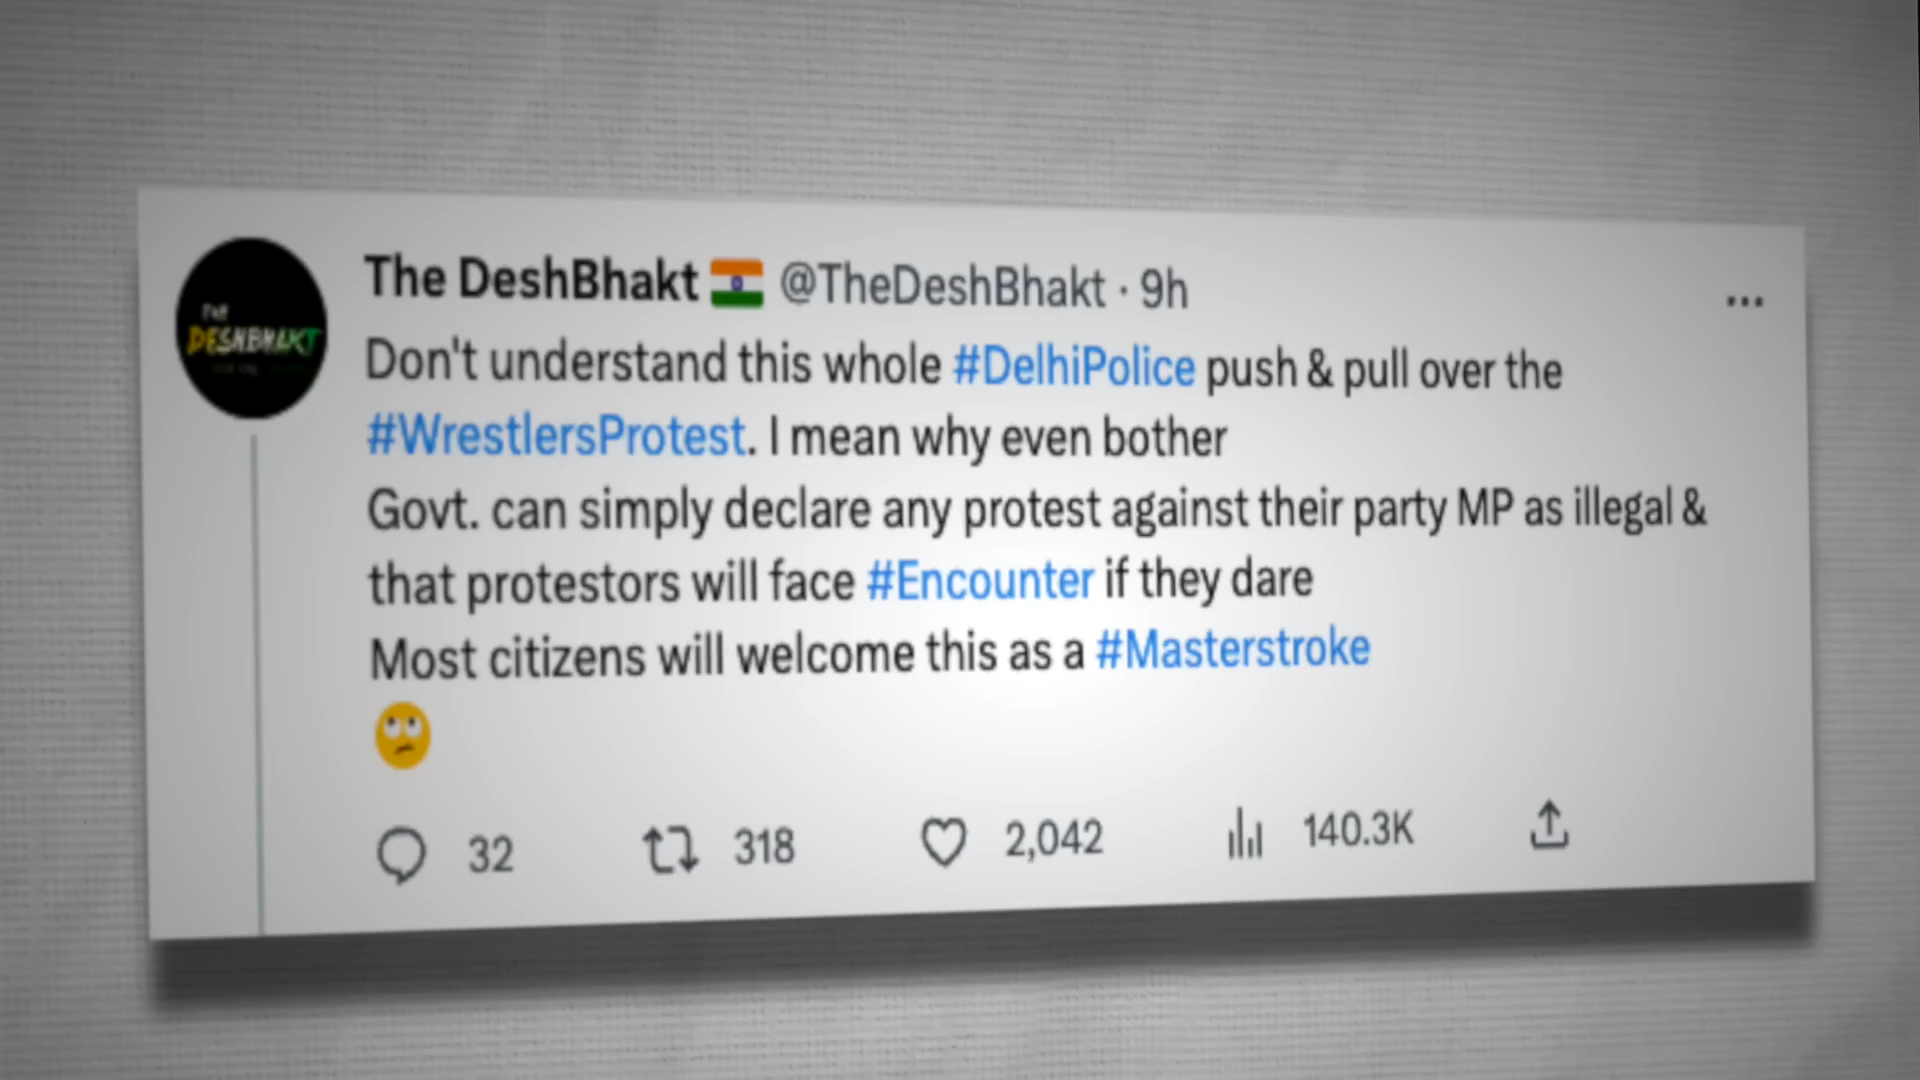 THE
DESHBHAKT
The DeshBhakt 🇮🇳 @TheDeshBhakt · 9h
Don't understand this whole #DelhiPolice push & pull over the
#WrestlersProtest. I mean why even bother
Govt. can simply declare any protest against their party MP as illegal &
that protestors will face #Encounter if they dare
Most citizens will welcome this as a #Masterstroke
🙄
32 318 2,042 140.3K